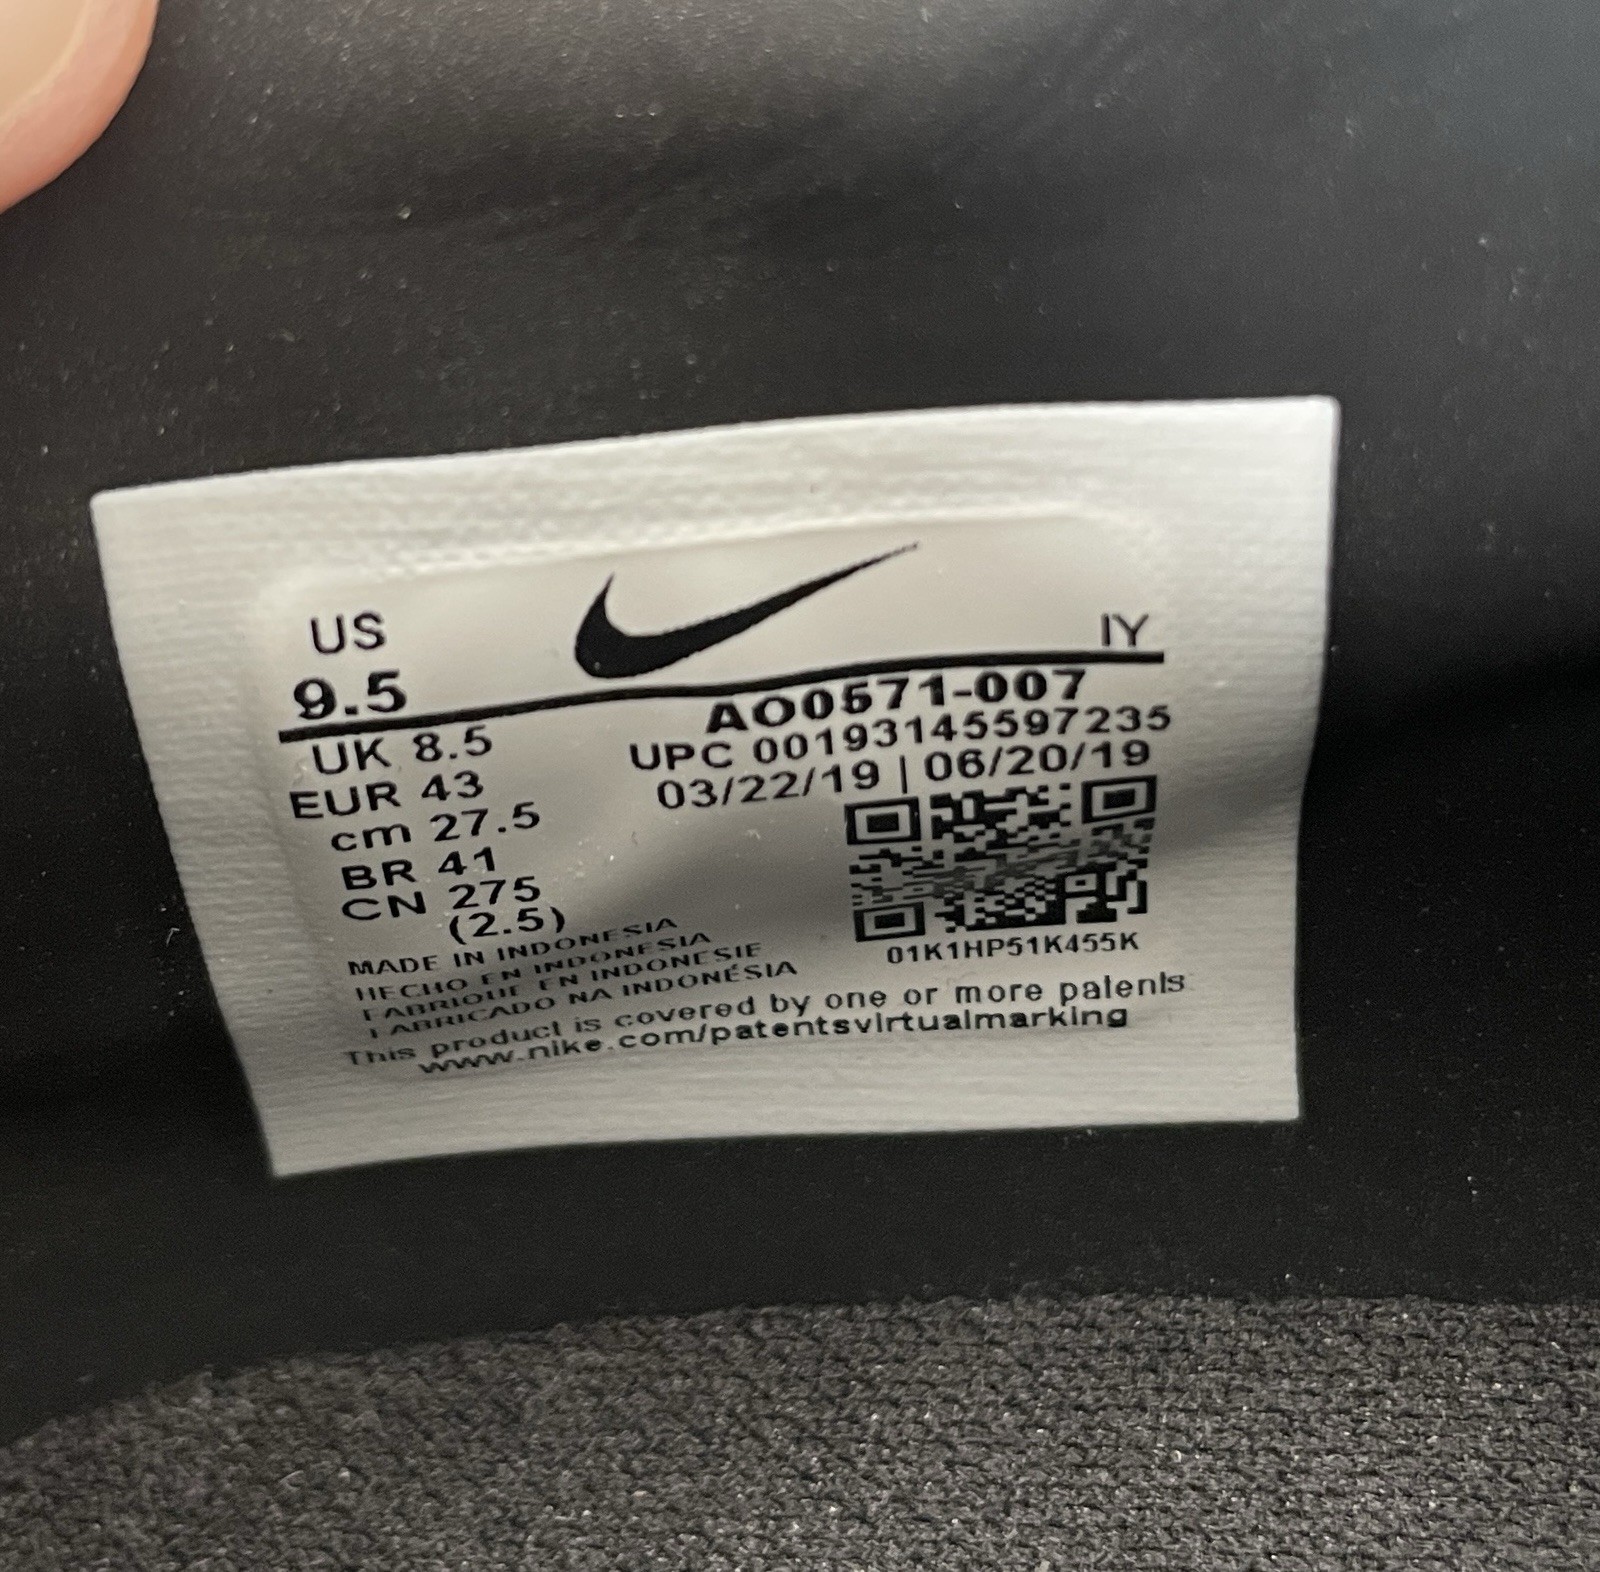 US
9.5
UK 8.5
EUR 43
cm 27.5
BR 41
CN 275
(2.5)
IY
AO0571-007
UPC 00193145597235
03/22/19 | 06/20/19
01K1HP51K455K
MADE IN INDONESIA
HECHO EN INDONESIA
FABRIQUE EN INDONESIE
FABRICADO NA INDONÉSIA
This product is covered by one or more patents
www.nike.com/patentsvirtualmarking